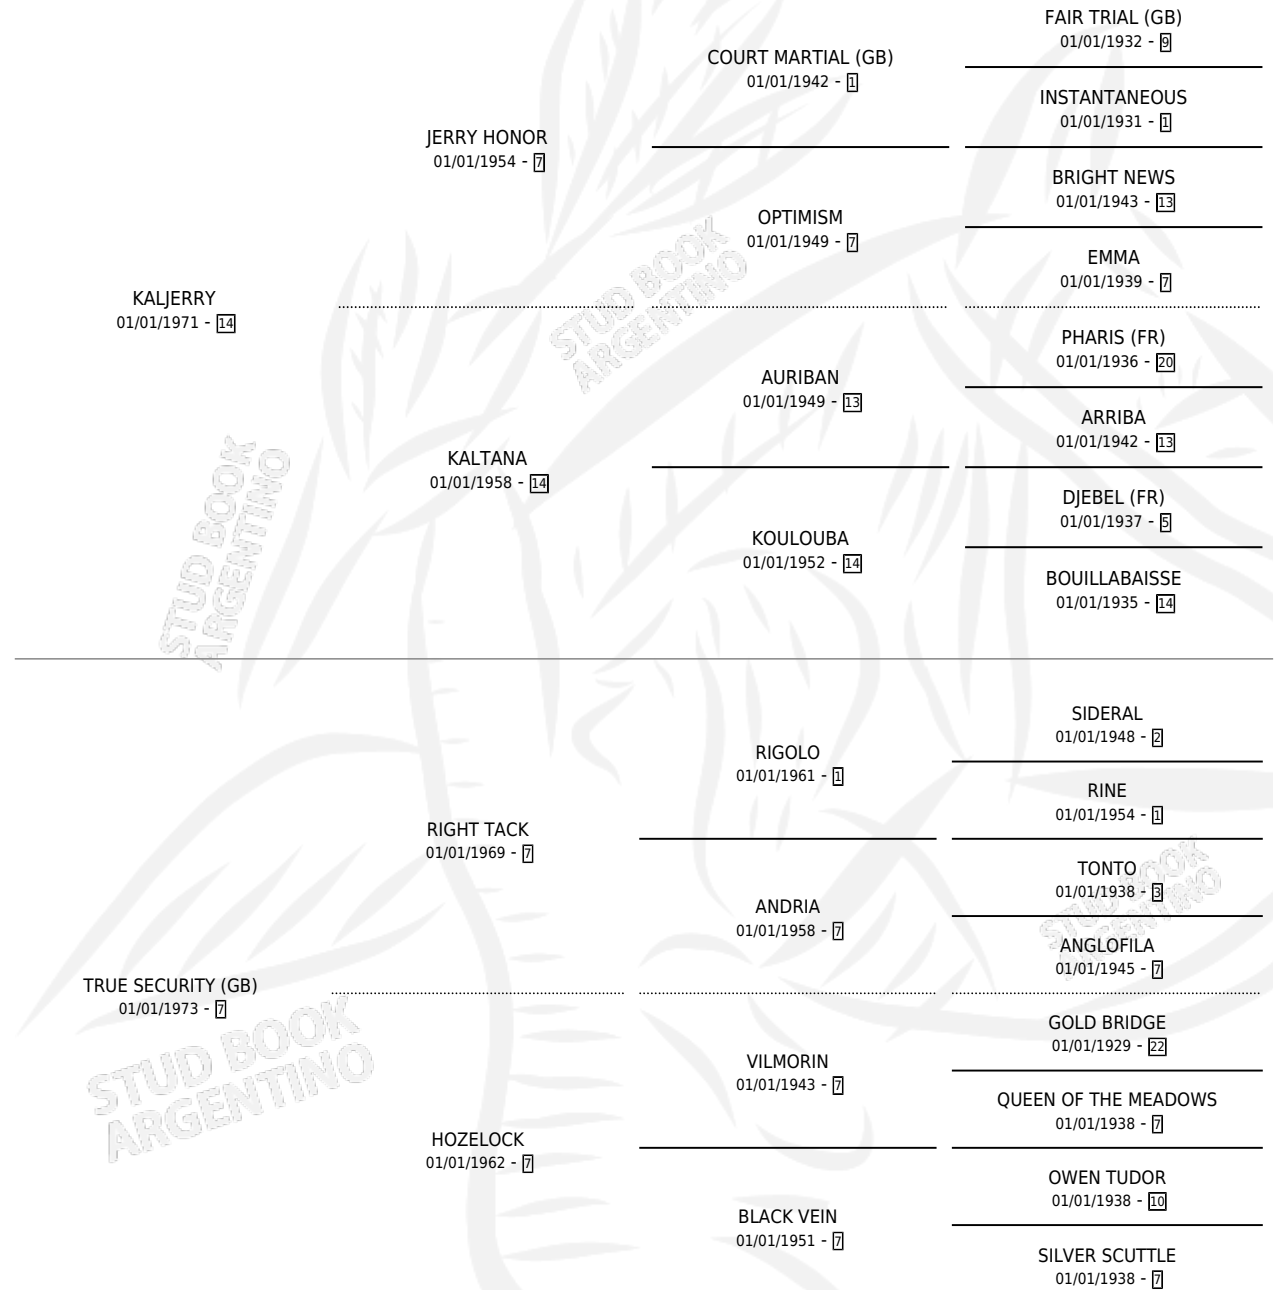 FAIR TRIAL (GB)
01/01/1932 - 9
COURT MARTIAL (GB)
01/01/1942 - 1
INSTANTANEOUS
01/01/1931 - 1
JERRY HONOR
01/01/1954 - 7
BRIGHT NEWS
01/01/1943 - 13
OPTIMISM
01/01/1949 - 7
EMMA
01/01/1939 - 7
KALJERRY
01/01/1971 - 14
PHARIS (FR)
01/01/1936 - 20
AURIBAN
01/01/1949 - 13
ARRIBA
01/01/1942 - 13
KALTANA
01/01/1958 - 14
DJEBEL (FR)
01/01/1937 - 5
KOULOUBA
01/01/1952 - 14
BOUILLABAISSE
01/01/1935 - 14
SIDERAL
01/01/1948 - 2
RIGOLO
01/01/1961 - 1
RINE
01/01/1954 - 1
RIGHT TACK
01/01/1969 - 7
TONTO
01/01/1938 - 3
ANDRIA
01/01/1958 - 7
ANGLOFILA
01/01/1945 - 7
TRUE SECURITY (GB)
01/01/1973 - 7
GOLD BRIDGE
01/01/1929 - 22
VILMORIN
01/01/1943 - 7
QUEEN OF THE MEADOWS
01/01/1938 - 7
HOZELOCK
01/01/1962 - 7
OWEN TUDOR
01/01/1938 - 10
BLACK VEIN
01/01/1951 - 7
SILVER SCUTTLE
01/01/1938 - 7
STUD BOOK
ARGENTINO
STUD BOOK
ARGENTINO
STUD BOOK
ARGENTINO
STUD BOOK
ARGENTINO